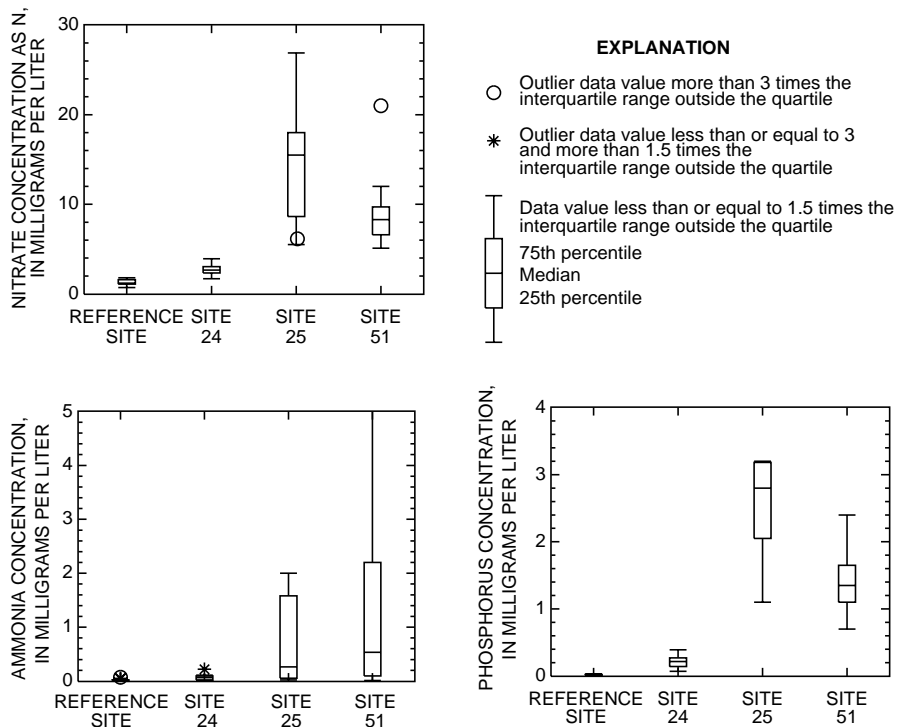 NITRATE CONCENTRATION AS N,
IN MILLIGRAMS PER LITER
30
20
10
0
REFERENCE
SITE
SITE
24
SITE
25
SITE
51
EXPLANATION
Outlier data value more than 3 times the
interquartile range outside the quartile
Outlier data value less than or equal to 3
and more than 1.5 times the
interquartile range outside the quartile
Data value less than or equal to 1.5 times the
interquartile range outside the quartile
75th percentile
Median
25th percentile
AMMONIA CONCENTRATION,
IN MILLIGRAMS PER LITER
5
4
3
2
1
0
REFERENCE
SITE
SITE
24
SITE
25
SITE
51
PHOSPHORUS CONCENTRATION,
IN MILLIGRAMS PER LITER
4
3
2
1
0
REFERENCE
SITE
SITE
24
SITE
25
SITE
51